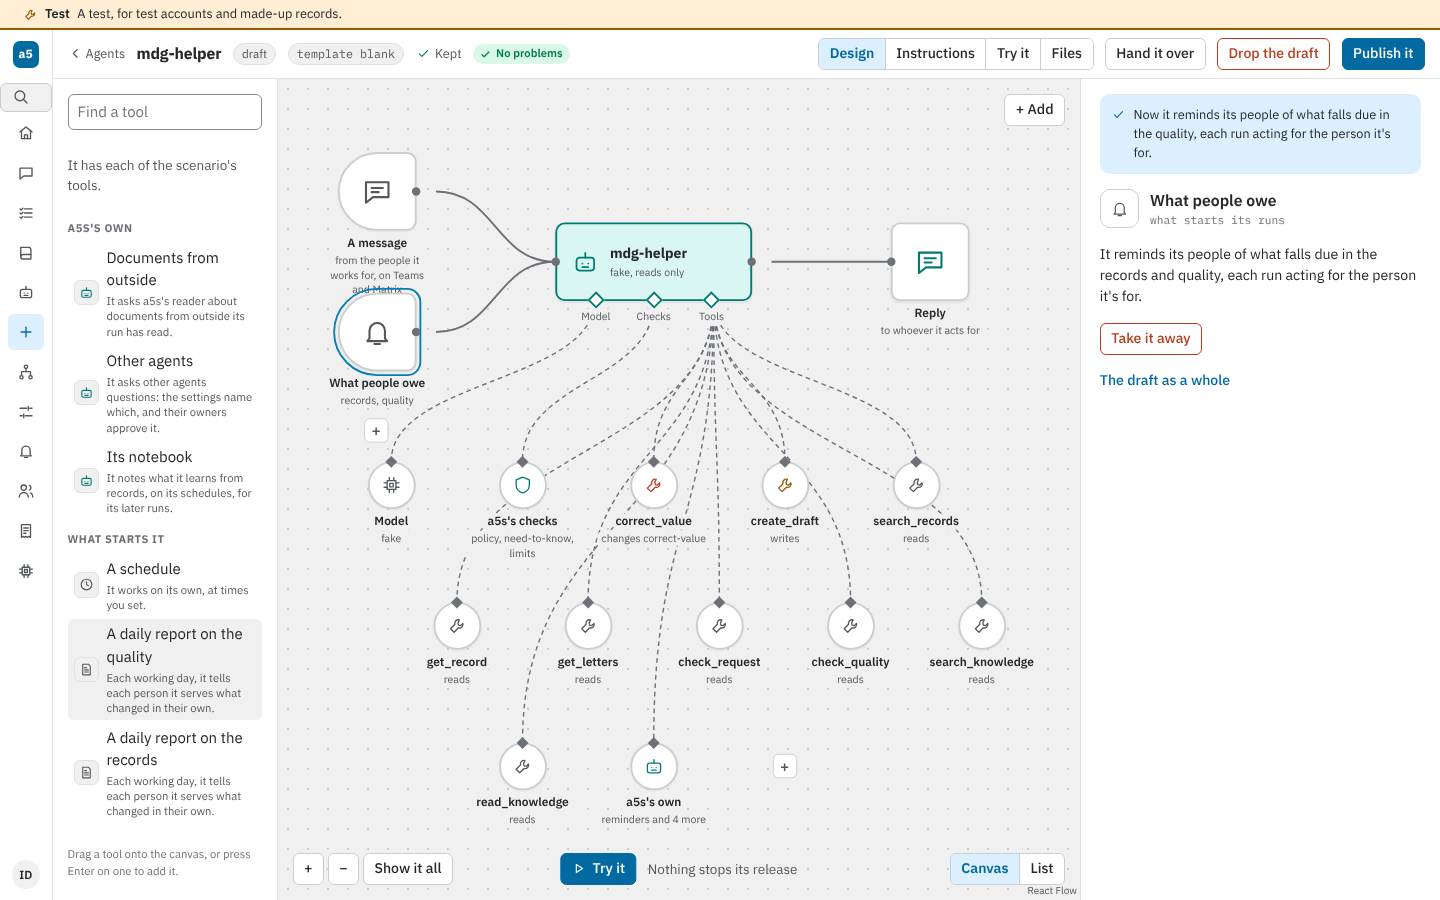 Test A test, for test accounts and made-up records.
a5
Agents
mdg-helper
draft
template blank
Kept
No problems
Design
Instructions
Try it
Files
Hand it over
Drop the draft
Publish it
Find a tool
It has each of the scenario's
tools.
A5S'S OWN
Documents from
outside
It asks a5s's reader about
documents from outside its
run has read.
Other agents
It asks other agents
questions: the settings name
which, and their owners
approve it.
Its notebook
It notes what it learns from
records, on its schedules, for
its later runs.
WHAT STARTS IT
A schedule
It works on its own, at times
you set.
A daily report on the
quality
Each working day, it tells
each person it serves what
changed in their own.
A daily report on the
records
Each working day, it tells
each person it serves what
changed in their own.
Drag a tool onto the canvas, or press
Enter on one to add it.
ID
+ Add
A message
from the people it
works for, on Teams
and Matrix
What people owe
records, quality
mdg-helper
fake, reads only
Model
Checks
Tools
Reply
to whoever it acts for
+
Model
fake
a5s's checks
policy, need-to-know,
limits
correct_value
changes correct-value
create_draft
writes
search_records
reads
get_record
reads
get_letters
reads
check_request
reads
check_quality
reads
search_knowledge
reads
read_knowledge
reads
a5s's own
reminders and 4 more
+
+
−
Show it all
Try it
Nothing stops its release
Canvas
List
React Flow
Now it reminds its people of what falls due in
the quality, each run acting for the person it's
for.
What people owe
what starts its runs
It reminds its people of what falls due in the
records and quality, each run acting for the person
it's for.
Take it away
The draft as a whole